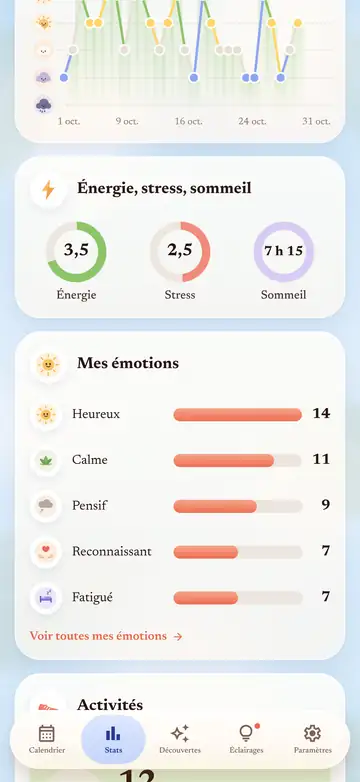 1 oct. 9 oct. 16 oct. 24 oct. 31 oct.
Énergie, stress, sommeil
3,5 2,5 7 h 15
Énergie Stress Sommeil
Mes émotions
Heureux 14
Calme 11
Pensif 9
Reconnaissant 7
Fatigué 7
Voir toutes mes émotions →
Activités
Calendrier Stats Découvertes Éclairages Paramètres
12